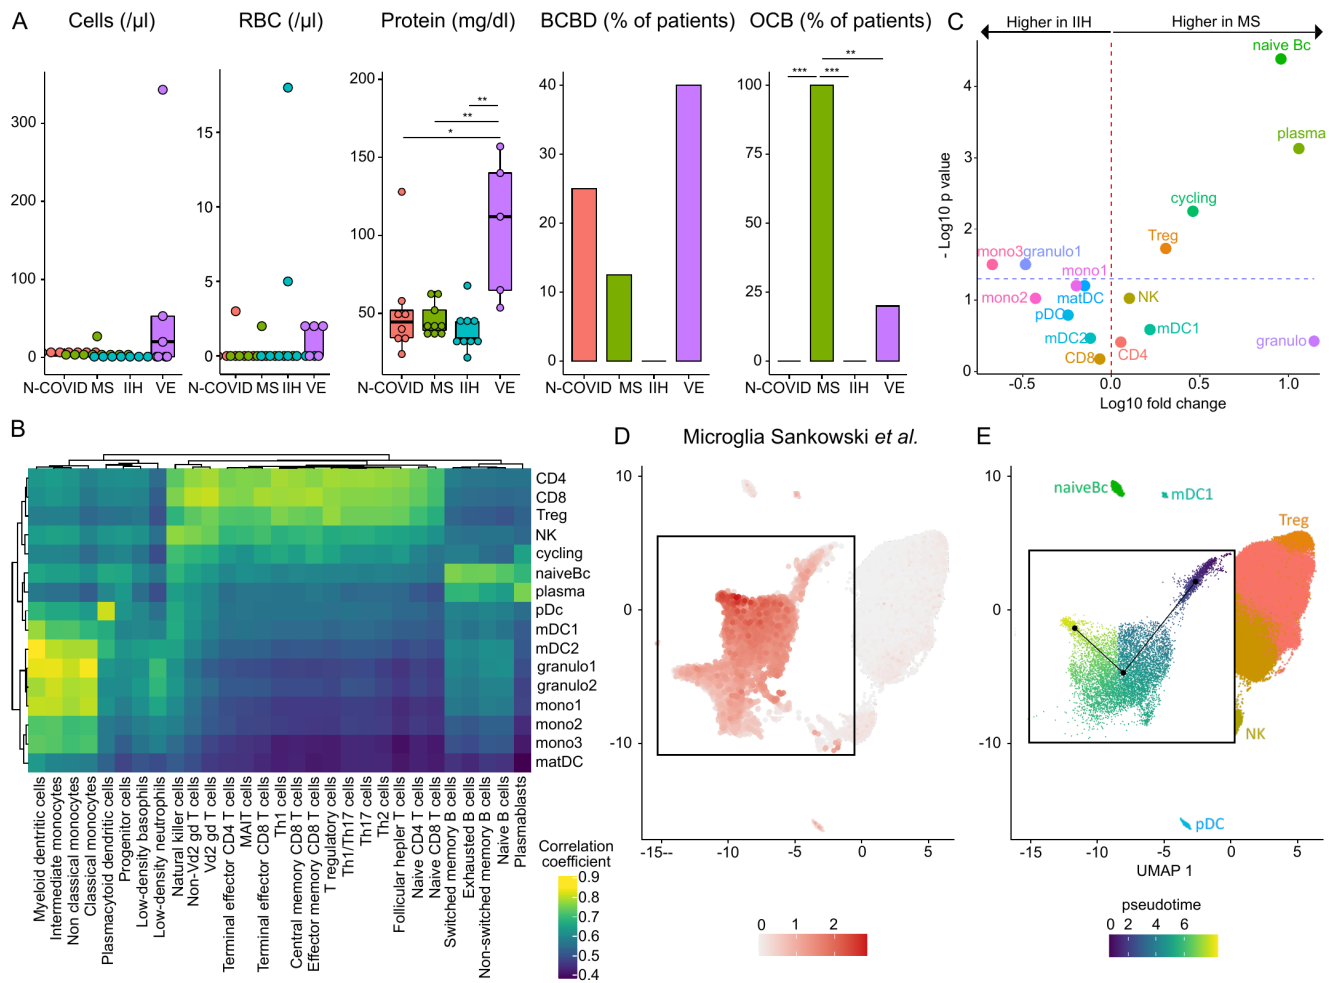 A
Cells (/µl)
RBC (/µl)
Protein (mg/dl)
BCBD (% of patients)
OCB (% of patients)
300
200
100
0
N-COVID MS IIH VE
15
10
5
0
N-COVID MS IIH VE
200
150
100
50
*
**
**
N-COVID MS IIH VE
40
30
20
10
0
N-COVID MS IIH VE
100
75
50
25
0
***
***
**
N-COVID MS IIH VE
C
Higher in IIH
Higher in MS
- Log10 p value
4
3
2
1
0
naive Bc
plasma
cycling
Treg
mono3
granulo1
mono1
mono2
matDC
NK
pDC
mDC2
mDC1
CD8
CD4
granulo
-0.5
0.0
0.5
1.0
Log10 fold change
B
CD4
CD8
Treg
NK
cycling
naiveBc
plasma
pDc
mDC1
mDC2
granulo1
granulo2
mono1
mono2
mono3
matDC
Myeloid dentritic cells
Intermediate monocytes
Non classical monocytes
Classical monocytes
Plasmacytoid dendritic cells
Progenitor cells
Low-density basophils
Low-density neutrophils
Natural killer cells
Non-Vd2 gd T cells
Vd2 gd T cells
Terminal effector CD4 T cells
MAIT cells
Terminal effector CD8 T cells
Th1 cells
Central memory CD8 T cells
Effector memory CD8 T cells
T regulatory cells
Th1/Th17 cells
Th17 cells
Th2 cells
Follicular hepler T cells
Naive CD4 T cells
Naive CD8 T cells
Switched memory B cells
Exhausted B cells
Non-switched memory B cells
Naive B cells
Plasmablasts
Correlation
coefficient
0.9
0.8
0.7
0.6
0.5
0.4
D
Microglia Sankowski et al.
10
0
-10
-15--
-10
-5
0
5
0 1 2
E
10
0
-10
naiveBc
mDC1
Treg
NK
pDC
-15
-10
-5
0
5
UMAP 1
pseudotime
0 2 4 6